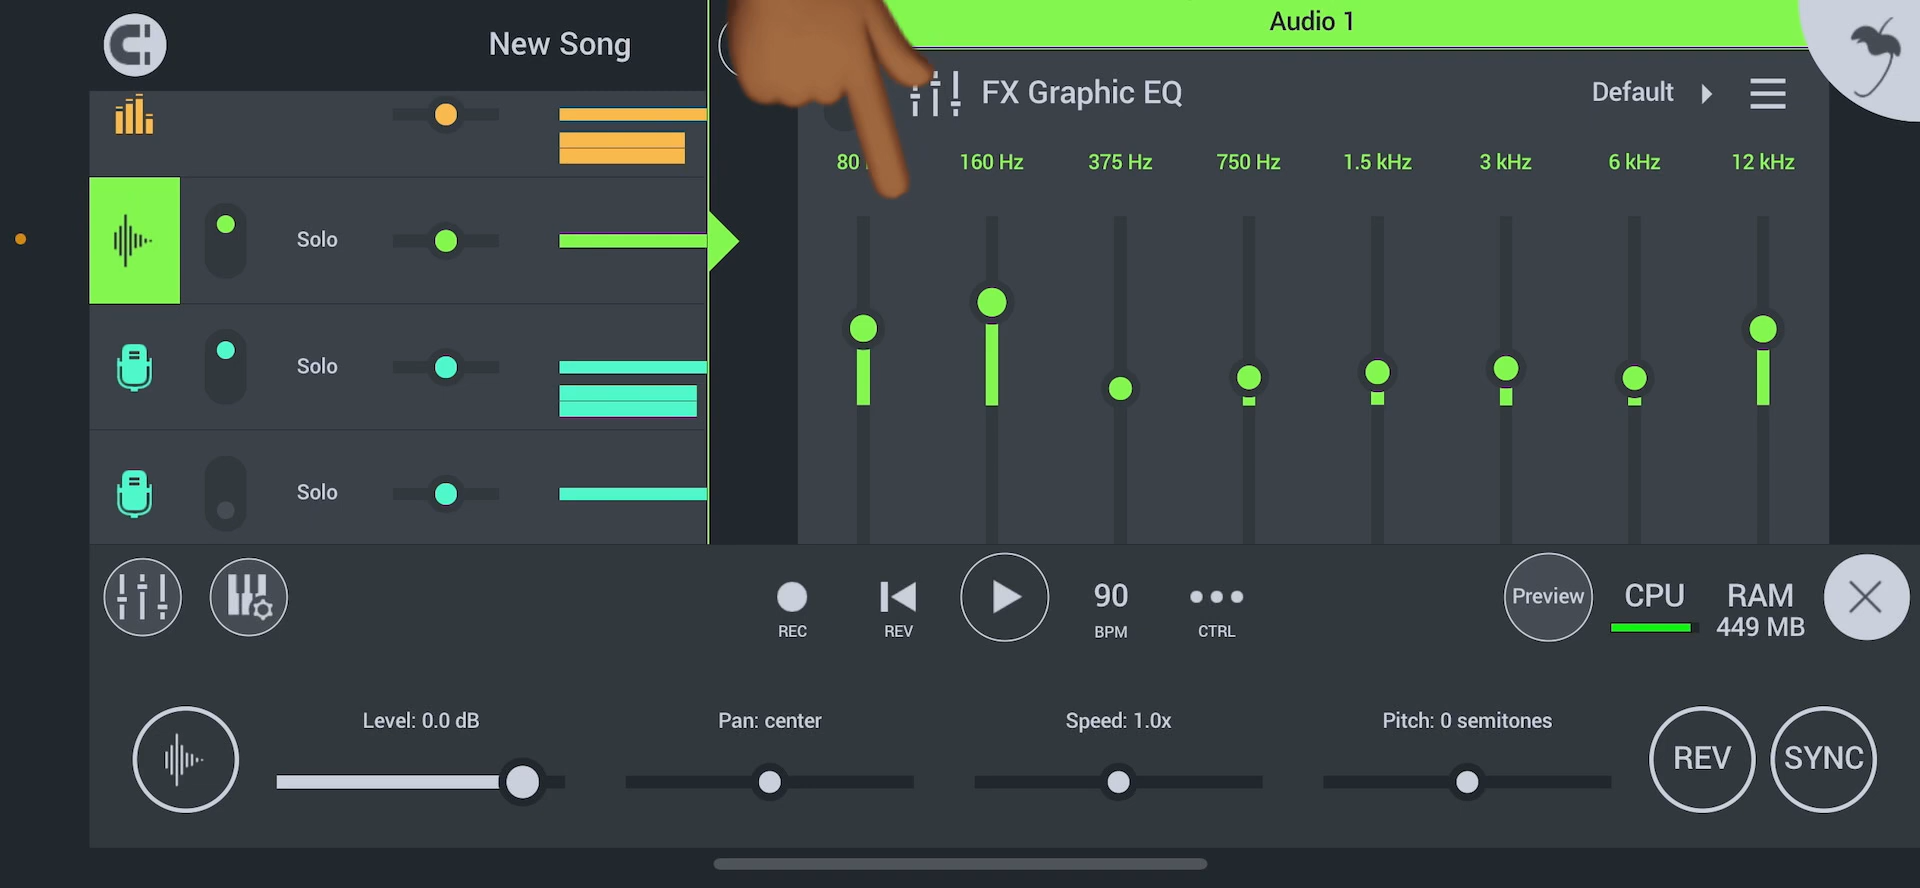 New Song
Audio 1
FX Graphic EQ
Default
80
160 Hz
375 Hz
750 Hz
1.5 kHz
3 kHz
6 kHz
12 kHz
Solo
Solo
Solo
REC
REV
90
BPM
CTRL
Preview
CPU
RAM
449 MB
Level: 0.0 dB
Pan: center
Speed: 1.0x
Pitch: 0 semitones
REV
SYNC